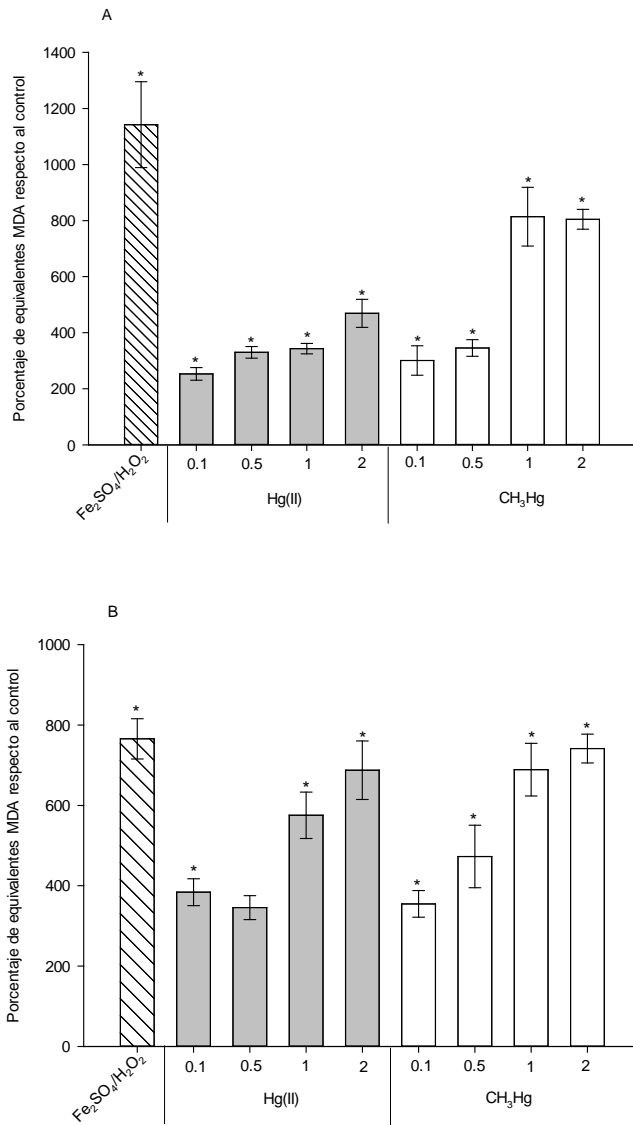 A
Porcentaje de equivalentes MDA respecto al control
1400
1200
1000
800
600
400
200
0
* * * * * * * * *
Fe₂SO₄/H₂O₂
0.1 0.5 1 2 0.1 0.5 1 2
Hg(II) CH₃Hg
B
Porcentaje de equivalentes MDA respecto al control
1000
800
600
400
200
0
* * * * * * * *
Fe₂SO₄/H₂O₂
0.1 0.5 1 2 0.1 0.5 1 2
Hg(II) CH₃Hg